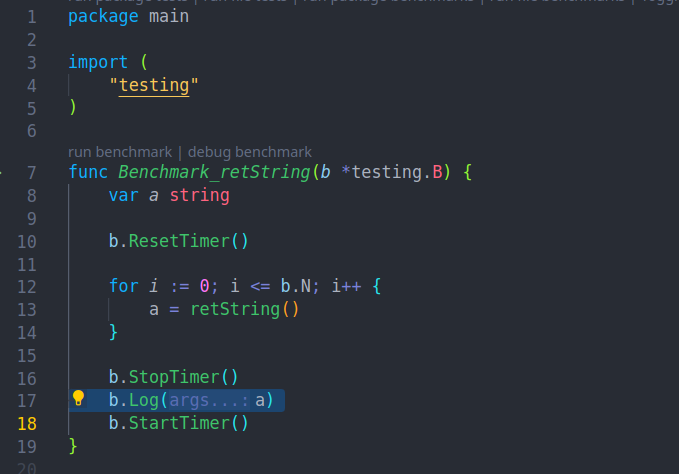 run package tests | run file tests | run package benchmarks | run file benchmarks | toggl
1 package main
2
3 import (
4 "testing"
5 )
6
run benchmark | debug benchmark
7 func Benchmark_retString(b *testing.B) {
8 var a string
9
10 b.ResetTimer()
11
12 for i := 0; i <= b.N; i++ {
13 a = retString()
14 }
15
16 b.StopTimer()
17 b.Log(args...: a)
18 b.StartTimer()
19 }
20